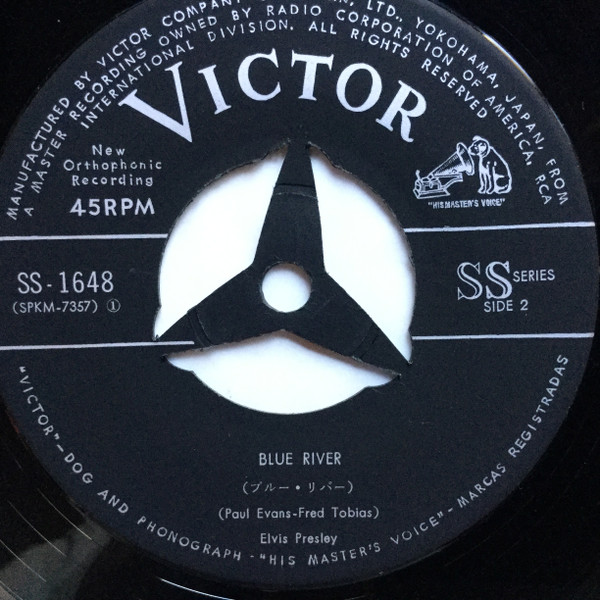 MANUFACTURED BY VICTOR COMPANY LTD., YOKOHAMA, JAPAN, FROM
A MASTER RECORDING OWNED BY RADIO CORPORATION OF AMERICA, RCA
INTERNATIONAL DIVISION. ALL RIGHTS RESERVED
VICTOR
New
Orthophonic
Recording
45RPM
"HIS MASTER'S VOICE"
SS-1648
(SPKM-7357) ①
SS SERIES
SIDE 2
BLUE RIVER
(ブルー・リバー)
(Paul Evans-Fred Tobias)
Elvis Presley
"VICTOR"-DOG AND PHONOGRAPH-"HIS MASTER'S VOICE"-MARCAS REGISTRADAS